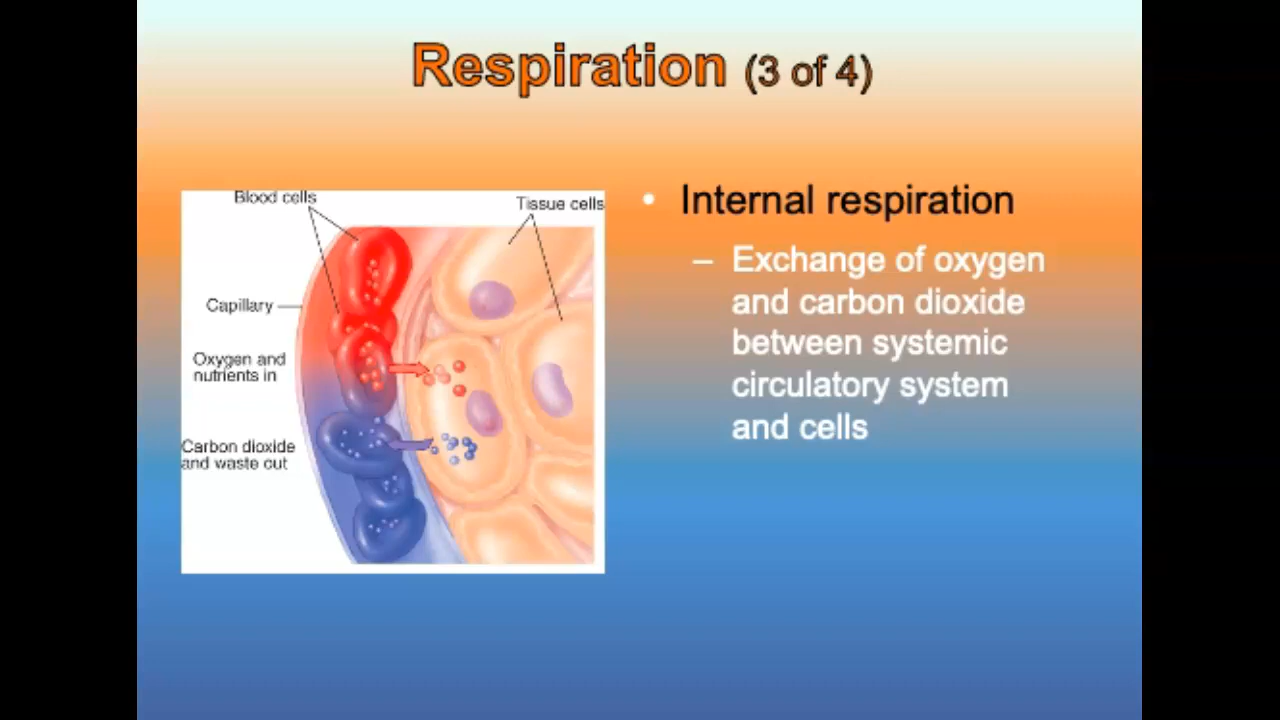 Respiration (3 of 4)
Blood cells
Tissue cells
Capillary
Oxygen and
nutrients in
Carbon dioxide
and waste out
• Internal respiration
– Exchange of oxygen
and carbon dioxide
between systemic
circulatory system
and cells